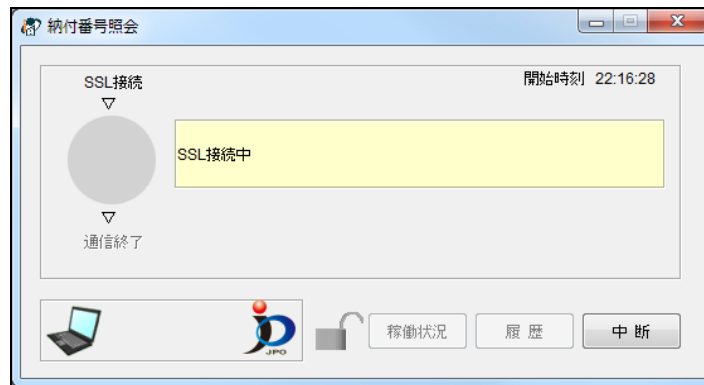 納付番号照会
SSL接続
開始時刻 22:16:28
▽
SSL接続中
▽
通信終了
JPO
稼働状況
履 歴
中 断